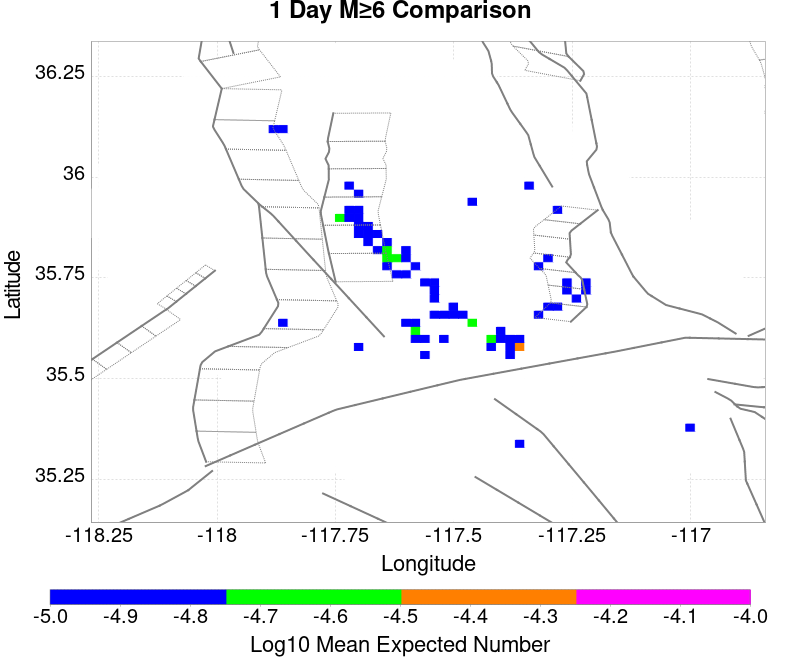 1 Day M≥6 Comparison
36.25
36
35.75
35.5
35.25
Latitude
-118.25 -118 -117.75 -117.5 -117.25 -117
Longitude
-5.0 -4.9 -4.8 -4.7 -4.6 -4.5 -4.4 -4.3 -4.2 -4.1 -4.0
Log10 Mean Expected Number